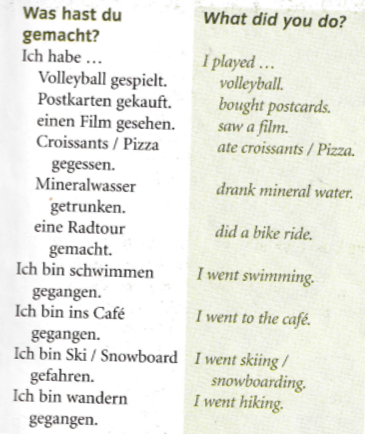 Was hast du
gemacht?
Ich habe ...
Volleyball gespielt.
Postkarten gekauft.
einen Film gesehen.
Croissants / Pizza
gegessen.
Mineralwasser
getrunken.
eine Radtour
gemacht.
Ich bin schwimmen
gegangen.
Ich bin ins Café
gegangen.
Ich bin Ski / Snowboard
gefahren.
Ich bin wandern
gegangen.
What did you do?
I played ...
volleyball.
bought postcards.
saw a film.
ate croissants / Pizza.
drank mineral water.
did a bike ride.
I went swimming.
I went to the café.
I went skiing /
snowboarding.
I went hiking.